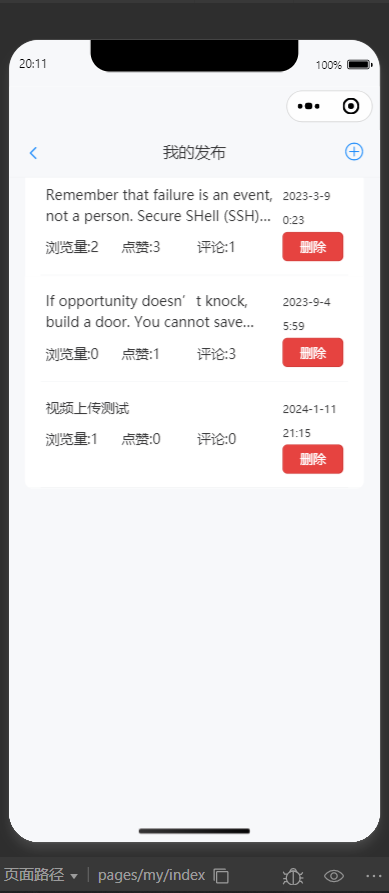 20:11
100%
我的发布
Remember that failure is an event,
not a person. Secure SHell (SSH)...
2023-3-9
0:23
浏览量:2 点赞:3 评论:1
删除
If opportunity doesn’t knock,
build a door. You cannot save...
2023-9-4
5:59
浏览量:0 点赞:1 评论:3
删除
视频上传测试
2024-1-11
21:15
浏览量:1 点赞:0 评论:0
删除
页面路径 pages/my/index